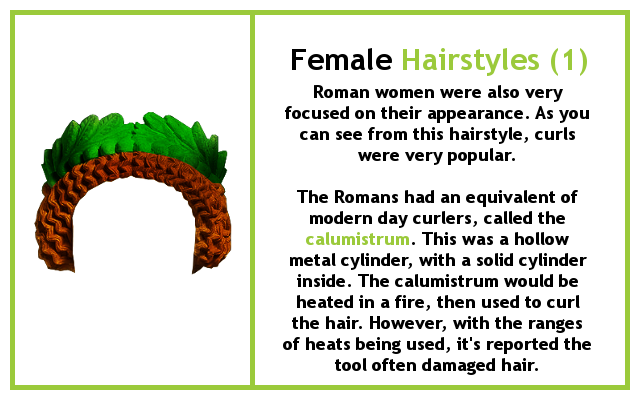 Female Hairstyles (1)
Roman women were also very
focused on their appearance. As you
can see from this hairstyle, curls
were very popular.
The Romans had an equivalent of
modern day curlers, called the
calumistrum. This was a hollow
metal cylinder, with a solid cylinder
inside. The calumistrum would be
heated in a fire, then used to curl
the hair. However, with the ranges
of heats being used, it's reported the
tool often damaged hair.